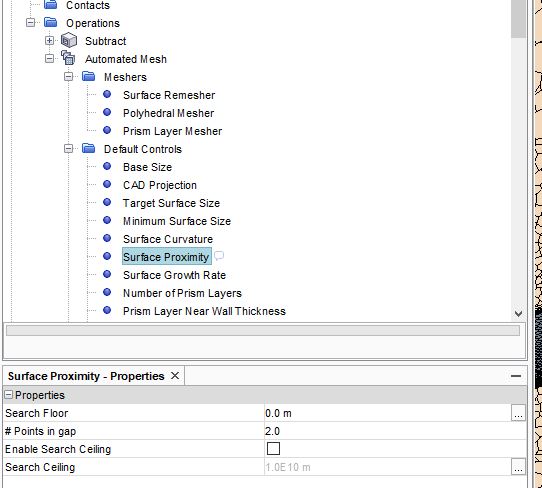 Contacts
Operations
Subtract
Automated Mesh
Meshers
Surface Remesher
Polyhedral Mesher
Prism Layer Mesher
Default Controls
Base Size
CAD Projection
Target Surface Size
Minimum Surface Size
Surface Curvature
Surface Proximity
Surface Growth Rate
Number of Prism Layers
Prism Layer Near Wall Thickness
Surface Proximity - Properties
Properties
Search Floor 0.0 m ...
# Points in gap 2.0
Enable Search Ceiling
Search Ceiling 1.0E10 m ...